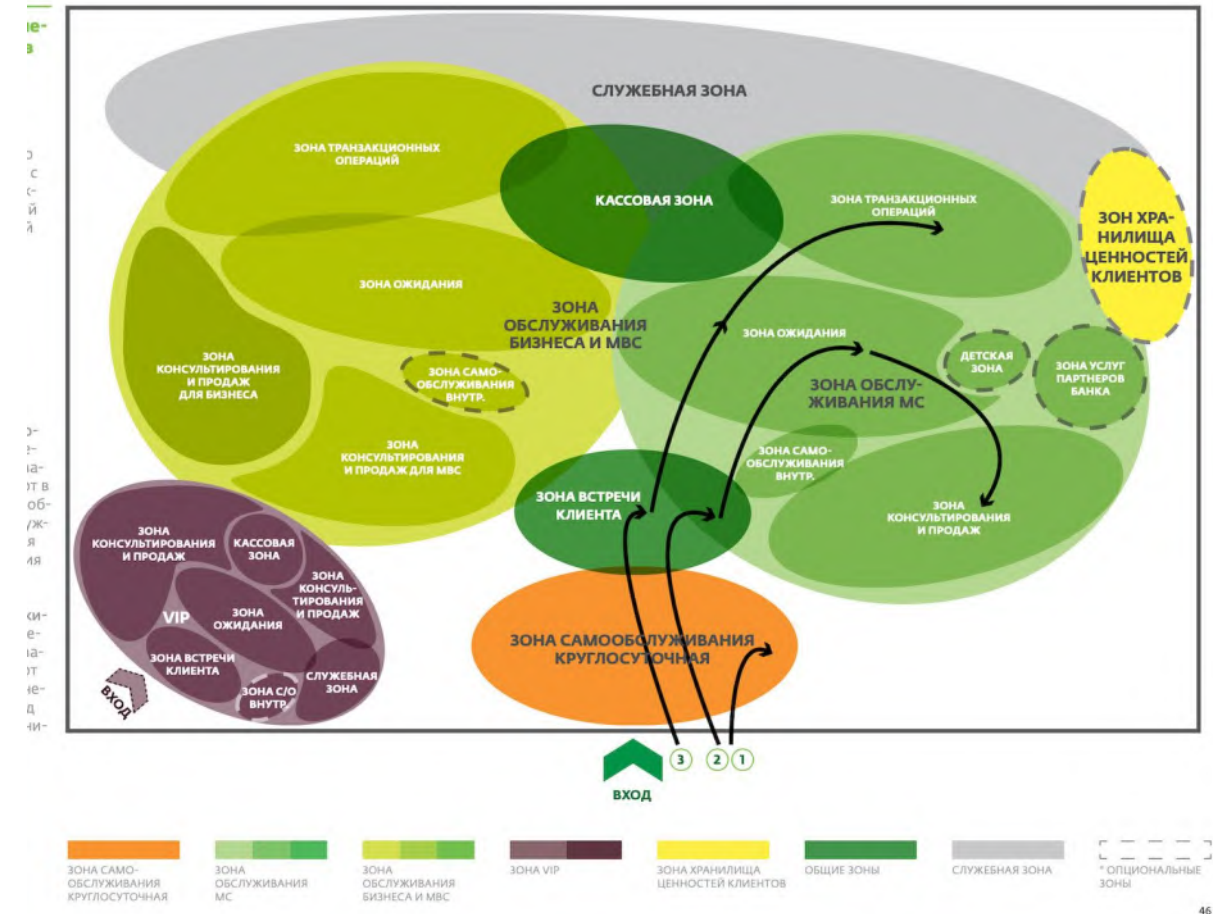 СЛУЖЕБНАЯ ЗОНА
ЗОНА ТРАНЗАКЦИОННЫХ
ОПЕРАЦИЙ
КАССОВАЯ ЗОНА
ЗОНА ТРАНЗАКЦИОННЫХ
ОПЕРАЦИЙ
ЗОН ХРА-
НИЛИЩА
ЦЕННОСТЕЙ
КЛИЕНТОВ
ЗОНА ОЖИДАНИЯ
ЗОНА
ОБСЛУЖИВАНИЯ
БИЗНЕСА И МВС
ЗОНА ОЖИДАНИЯ
ДЕТСКАЯ
ЗОНА
ЗОНА УСЛУГ
ПАРТНЕРОВ
БАНКА
ЗОНА
КОНСУЛЬТИРОВАНИЯ
И ПРОДАЖ
ДЛЯ БИЗНЕСА
ЗОНА САМО-
ОБСЛУЖИВАНИЯ
ВНУТР.
ЗОНА ОБСЛУ-
ЖИВАНИЯ МС
ЗОНА
КОНСУЛЬТИРОВАНИЯ
И ПРОДАЖ ДЛЯ МВС
ЗОНА САМО-
ОБСЛУЖИВАНИЯ
ВНУТР.
ЗОНА ВСТРЕЧИ
КЛИЕНТА
ЗОНА
КОНСУЛЬТИРОВАНИЯ
И ПРОДАЖ
ЗОНА
КОНСУЛЬТИРОВАНИЯ
И ПРОДАЖ
КАССОВАЯ
ЗОНА
ЗОНА
КОНСУЛЬ-
ТИРОВАНИЯ
И ПРОДАЖ
VIP
ЗОНА
ОЖИДАНИЯ
ЗОНА ВСТРЕЧИ
КЛИЕНТА
СЛУЖЕБНАЯ
ЗОНА
ЗОНА С/О
ВНУТР.
ВХОД
ЗОНА САМООБСЛУЖИВАНИЯ
КРУГЛОСУТОЧНАЯ
3 2 1
ВХОД
ЗОНА САМО-
ОБСЛУЖИВАНИЯ
КРУГЛОСУТОЧНАЯ
ЗОНА
ОБСЛУЖИВАНИЯ
МС
ЗОНА
ОБСЛУЖИВАНИЯ
БИЗНЕСА И МВС
ЗОНА VIP
ЗОНА ХРАНИЛИЩА
ЦЕННОСТЕЙ КЛИЕНТОВ
ОБЩИЕ ЗОНЫ
СЛУЖЕБНАЯ ЗОНА
* ОПЦИОНАЛЬНЫЕ
ЗОНЫ
46